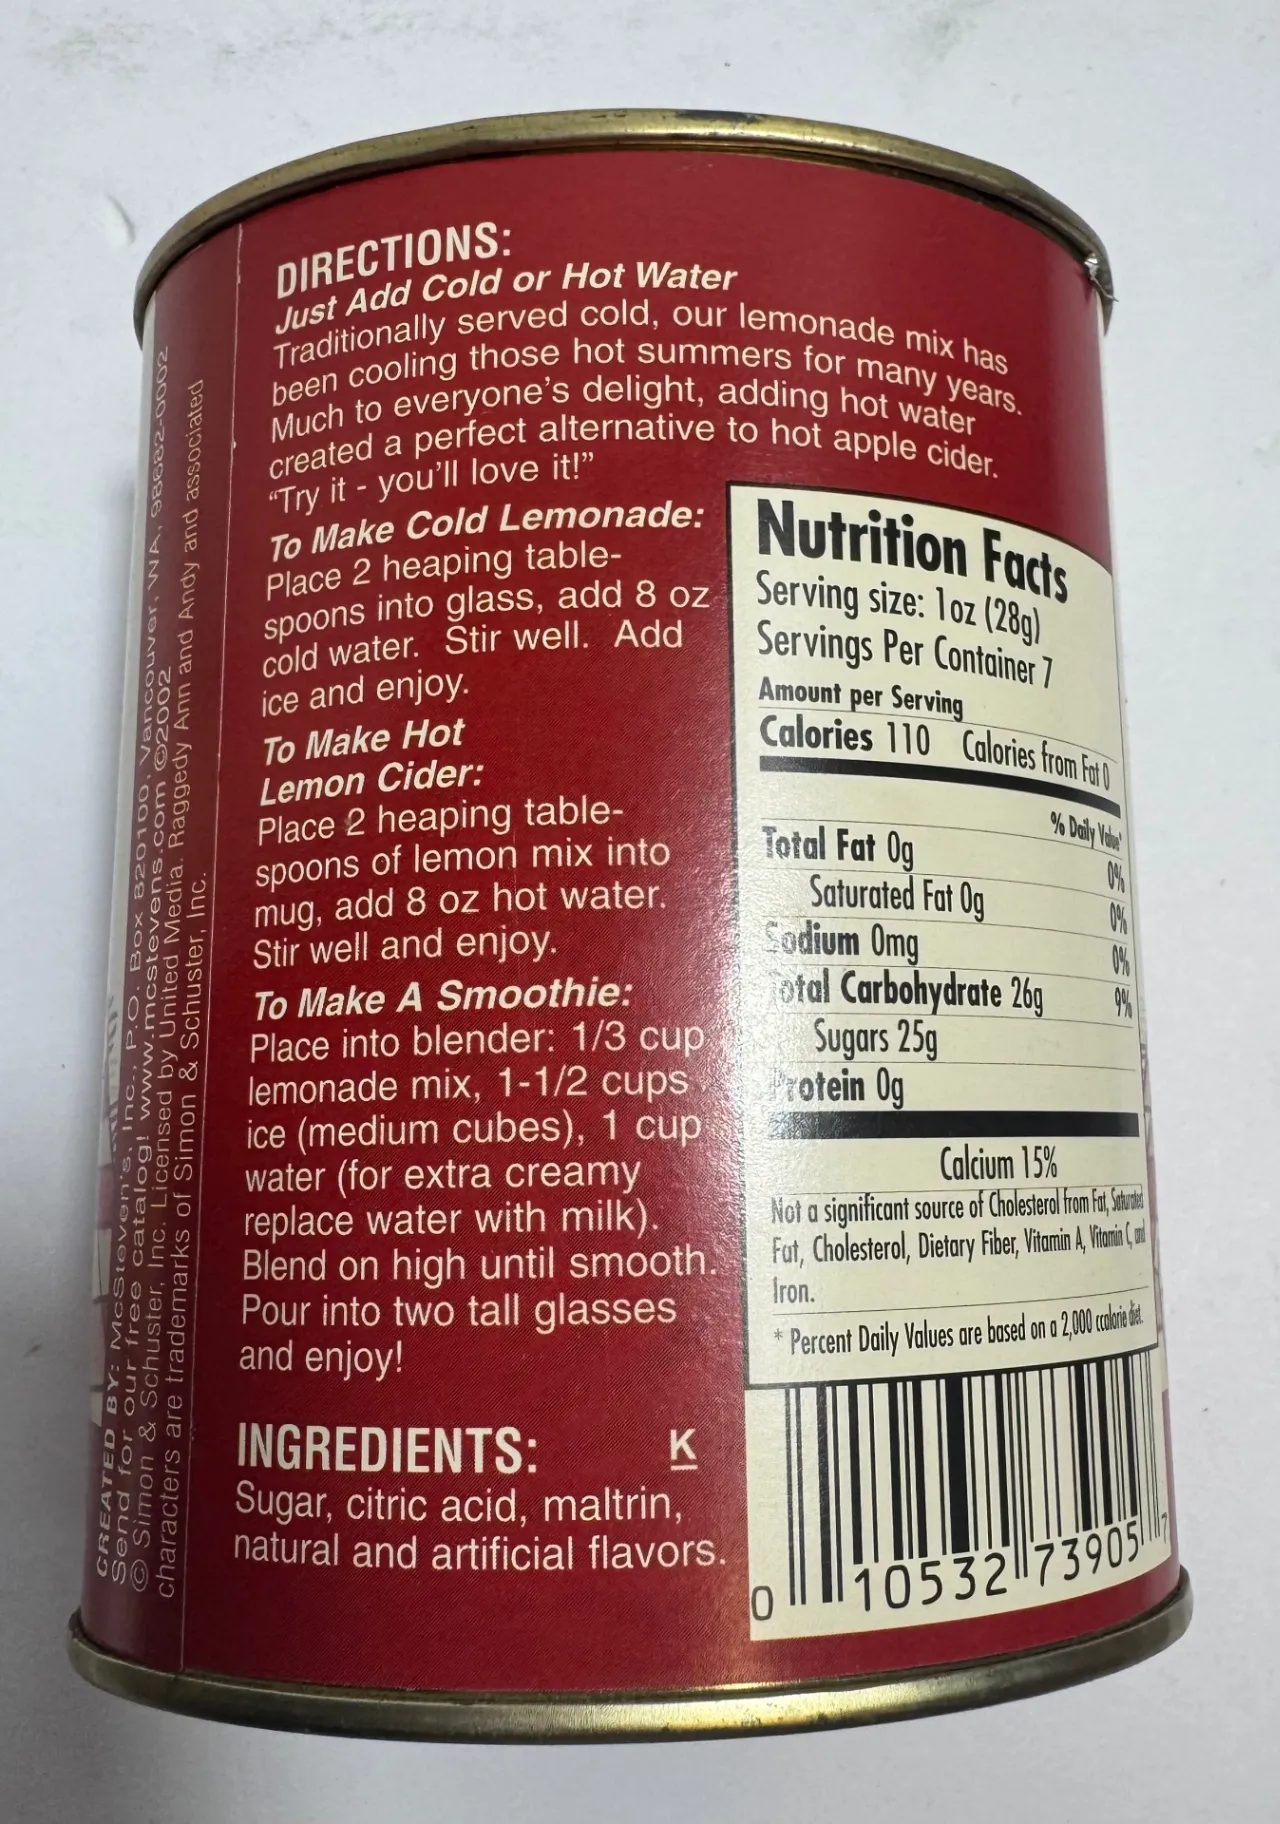 DIRECTIONS:
Just Add Cold or Hot Water
Traditionally served cold, our lemonade mix has
been cooling those hot summers for many years.
Much to everyone's delight, adding hot water
created a perfect alternative to hot apple cider.
“Try it - you'll love it!”
To Make Cold Lemonade:
Place 2 heaping table-
spoons into glass, add 8 oz
cold water. Stir well. Add
ice and enjoy.
To Make Hot
Lemon Cider:
Place 2 heaping table-
spoons of lemon mix into
mug, add 8 oz hot water.
Stir well and enjoy.
To Make A Smoothie:
Place into blender: 1/3 cup
lemonade mix, 1-1/2 cups
ice (medium cubes), 1 cup
water (for extra creamy
replace water with milk).
Blend on high until smooth.
Pour into two tall glasses
and enjoy!
INGREDIENTS: K
Sugar, citric acid, maltrin,
natural and artificial flavors.
Nutrition Facts
Serving size: 1oz (28g)
Servings Per Container 7
Amount per Serving
Calories 110 Calories from Fat 0
% Daily Value*
Total Fat 0g 0%
Saturated Fat 0g 0%
Sodium 0mg 0%
Total Carbohydrate 26g 9%
Sugars 25g
Protein 0g
Calcium 15%
Not a significant source of Cholesterol from Fat, Saturated
Fat, Cholesterol, Dietary Fiber, Vitamin A, Vitamin C, and
Iron.
* Percent Daily Values are based on a 2,000 ccalorie diet.
0 10532 73905 7
CREATED BY: McSteven's, Inc., P.O. Box 820100, Vancouver, WA, 98682-0002
Send for our free catalog! www.mcstevens.com ©2002
© Simon & Schuster, Inc. Licensed by United Media. Raggedy Ann and Andy and associated
characters are trademarks of Simon & Schuster, Inc.